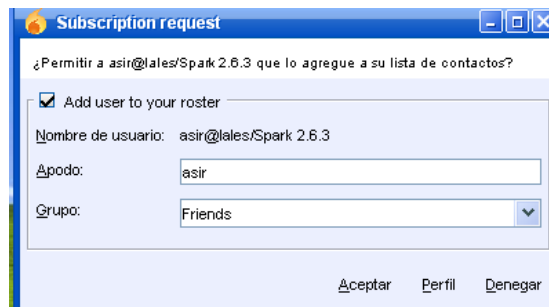 Subscription request
¿Permitir a asir@lales/Spark 2.6.3 que lo agregue a su lista de contactos?
Add user to your roster
Nombre de usuario: asir@lales/Spark 2.6.3
Apodo: asir
Grupo: Friends
Aceptar Perfil Denegar